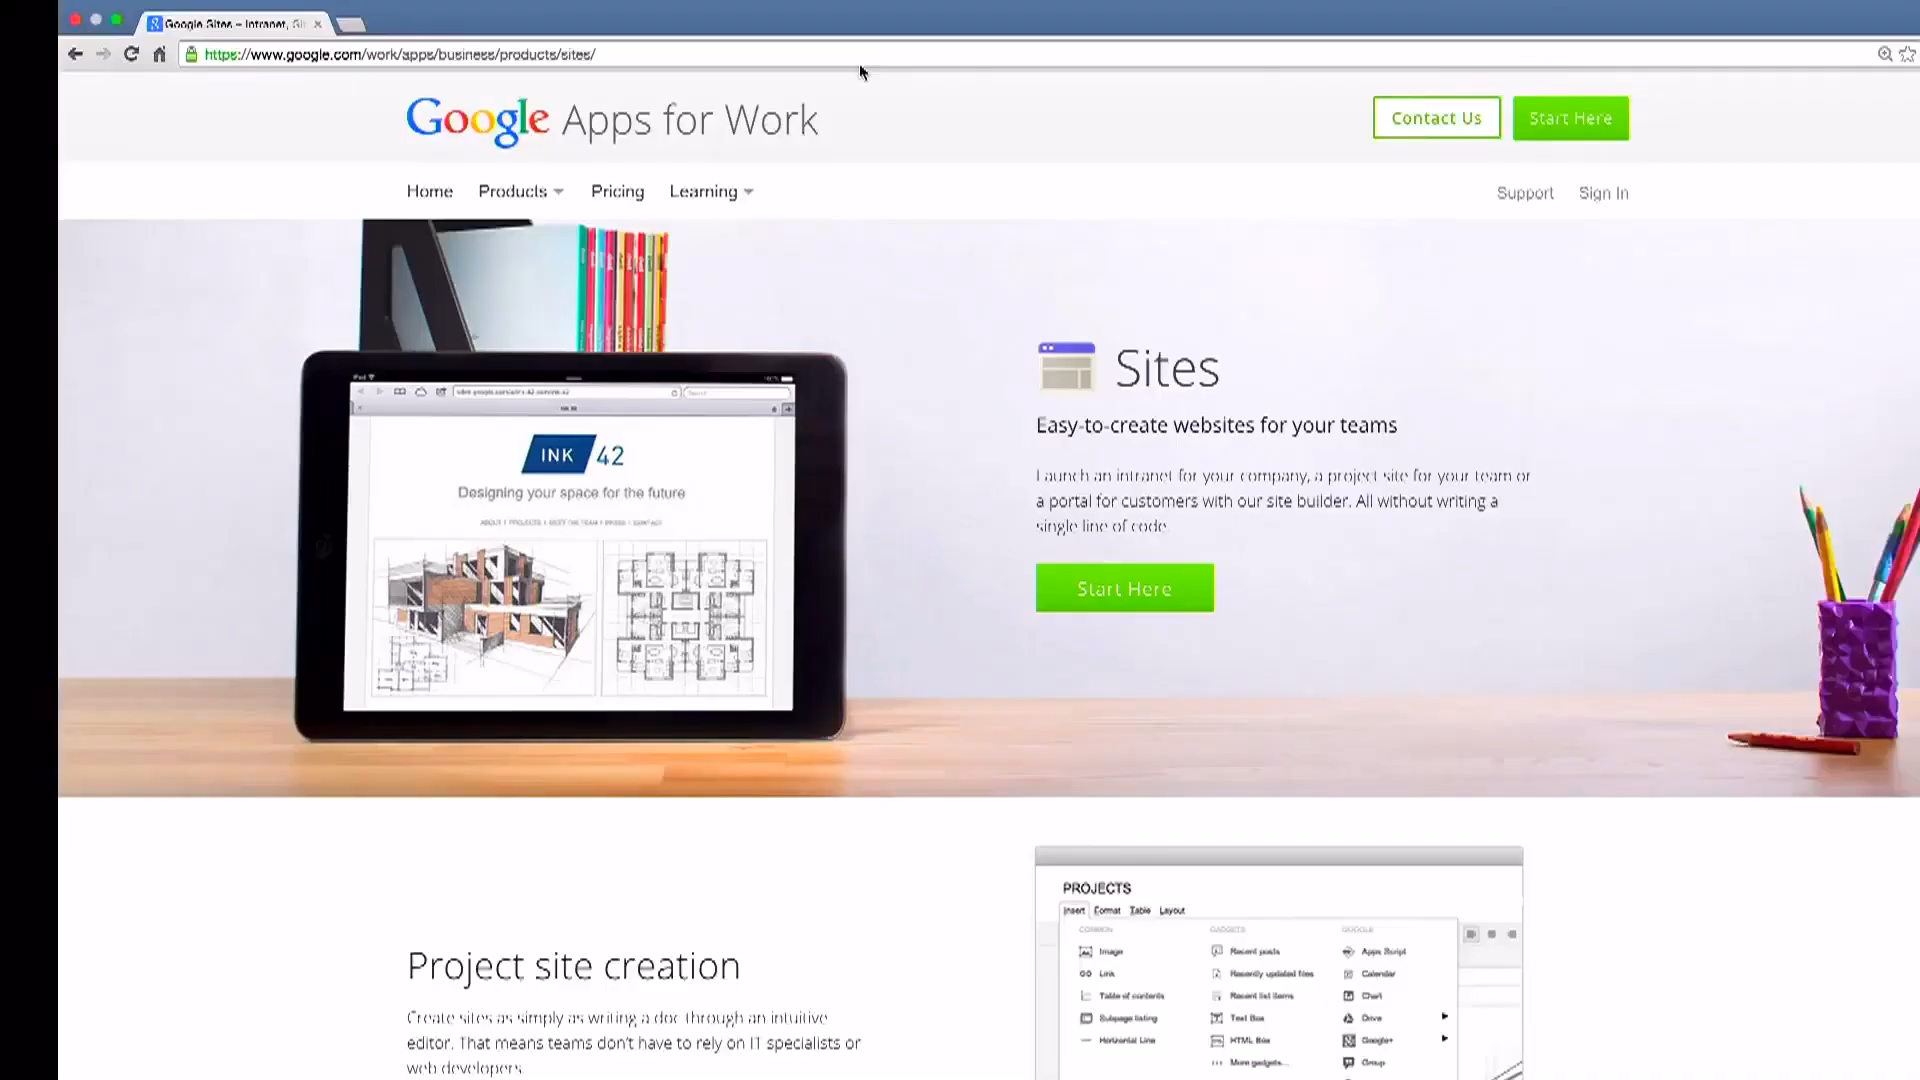 Google Sites – Intranet, Si
https://www.google.com/work/apps/business/products/sites/
Google Apps for Work
Contact Us
Start Here
Home
Products
Pricing
Learning
Support
Sign In
INK 42
Designing your space for the future
Sites
Easy-to-create websites for your teams
Launch an intranet for your company, a project site for your team or
a portal for customers with our site builder. All without writing a
single line of code.
Start Here
Project site creation
Create sites as simply as writing a doc through an intuitive
editor. That means teams don't have to rely on IT specialists or
web developers.
PROJECTS
Insert Format Table Layout
COMMON
Image
Link
Table of contents
Subpage listing
Horizontal Line
GADGETS
Recent posts
Recently updated files
Recent list items
Text Box
HTML Box
More gadgets...
GOOGLE
Apps Script
Calendar
Chart
Drive
Google+
Group